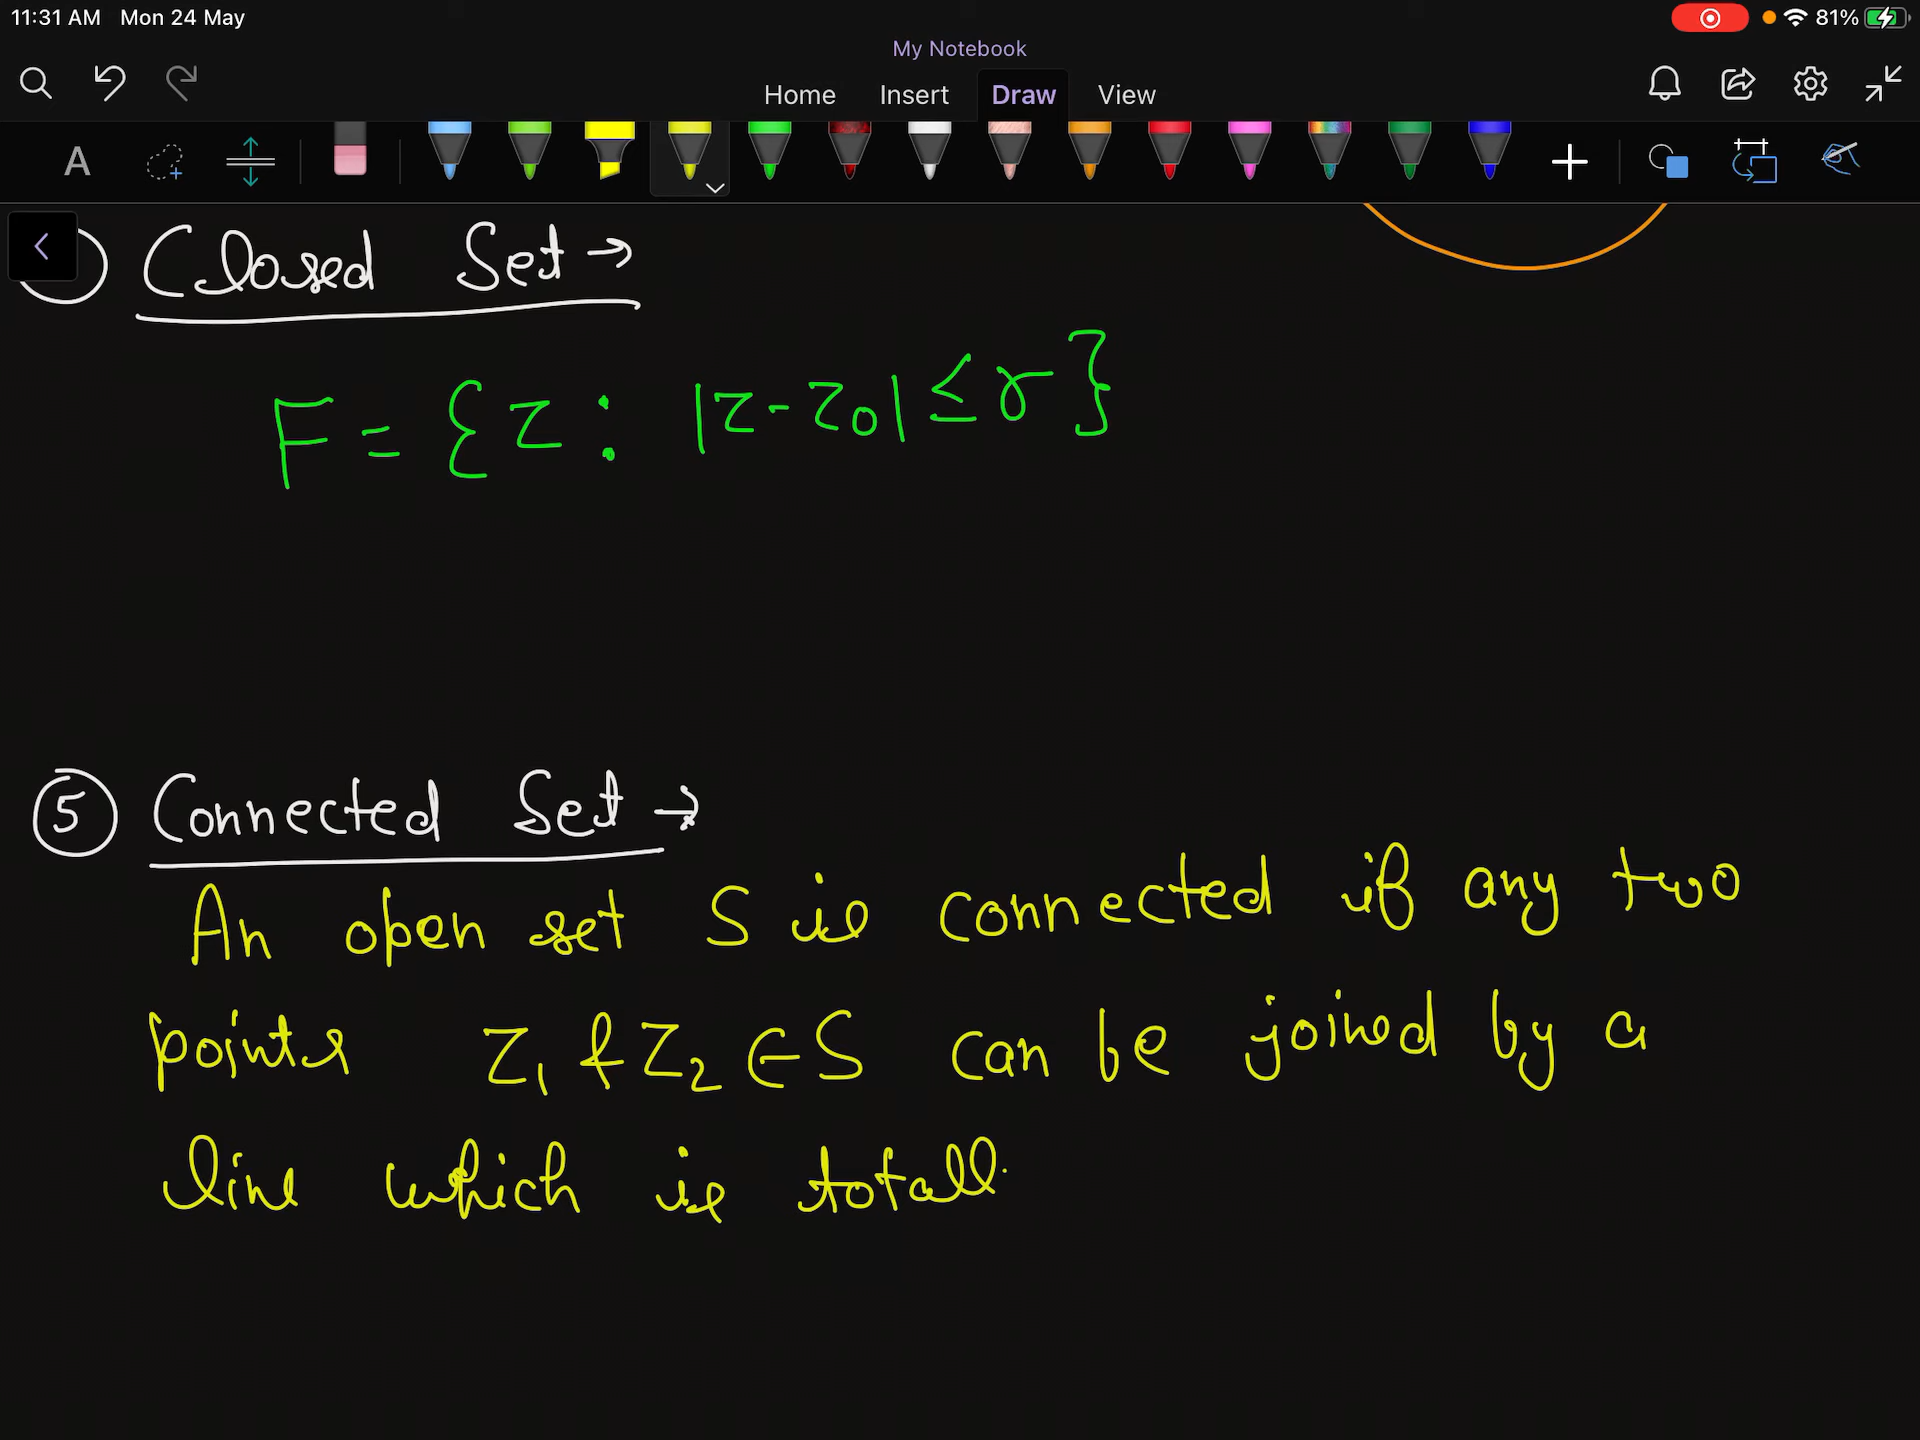 11:31 AM Mon 24 May
81%
My Notebook
Home Insert Draw View
A
Closed Set →
F = {z : |z - z₀| ≤ r}
⑤ Connected Set →
An open set S is connected if any two
points z₁ & z₂ ∈ S can be joined by a
line which is totall